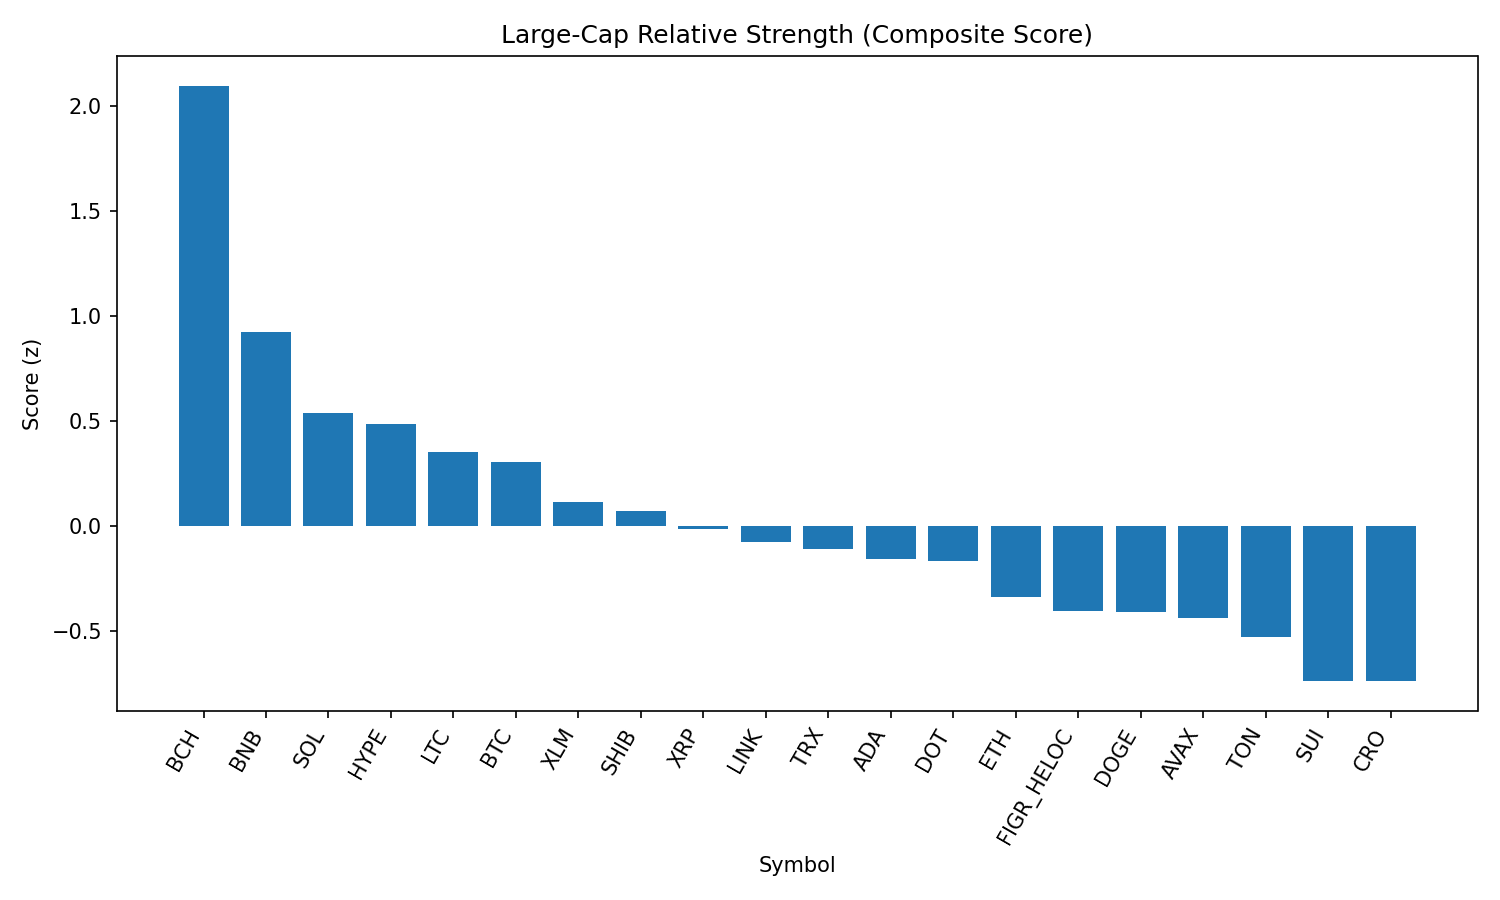 Large-Cap Relative Strength (Composite Score)
2.0
1.5
1.0
0.5
0.0
−0.5
Score (z)
BCH
BNB
SOL
HYPE
LTC
BTC
XLM
SHIB
XRP
LINK
TRX
ADA
DOT
ETH
FIGR_HELOC
DOGE
AVAX
TON
SUI
CRO
Symbol